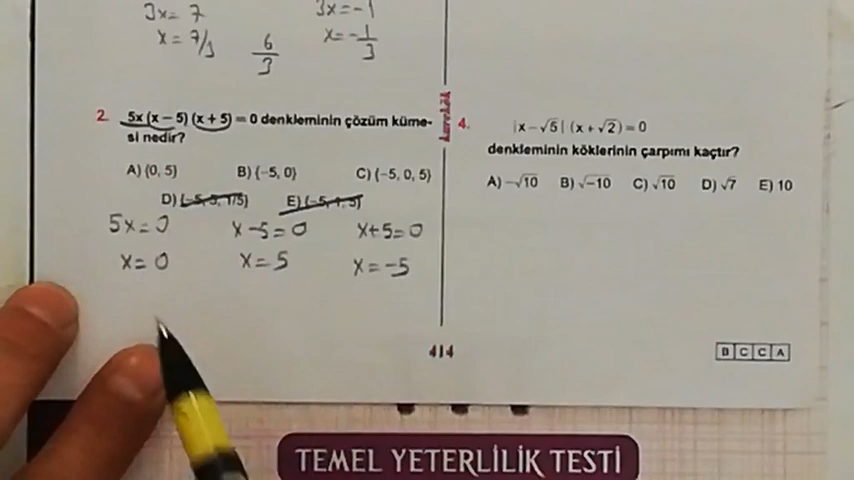 3x = 7
x = 7/3
6/3
3x = -1
x = -1/3
2. 5x (x – 5) (x + 5) = 0 denkleminin çözüm küme-
si nedir?
A) {0, 5} B) {–5, 0} C) {–5, 0, 5}
D) {–5, 5, 1/5} E) {–5, 1, 5}
5x = 0 x - 5 = 0 x + 5 = 0
x = 0 x = 5 x = -5
4. |x – √5| (x + √2) = 0
denkleminin köklerinin çarpımı kaçtır?
A) –√10 B) √–10 C) √10 D) √7 E) 10
414
B C C A
TEMEL YETERLİLİK TESTİ